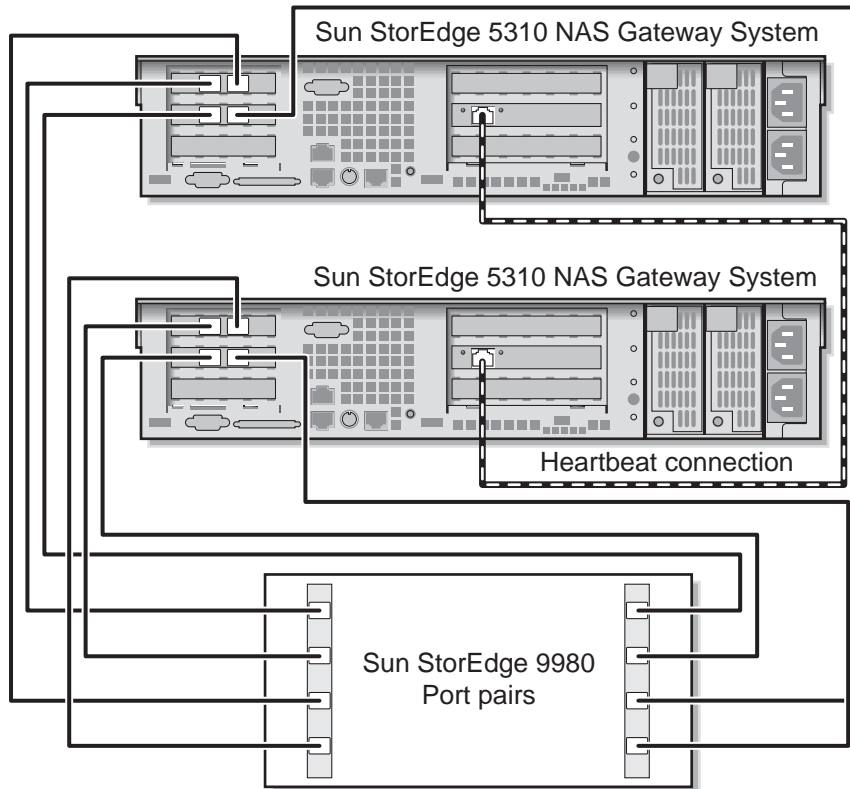 Sun StorEdge 5310 NAS Gateway System
Sun StorEdge 5310 NAS Gateway System
Heartbeat connection
Sun StorEdge 9980
Port pairs